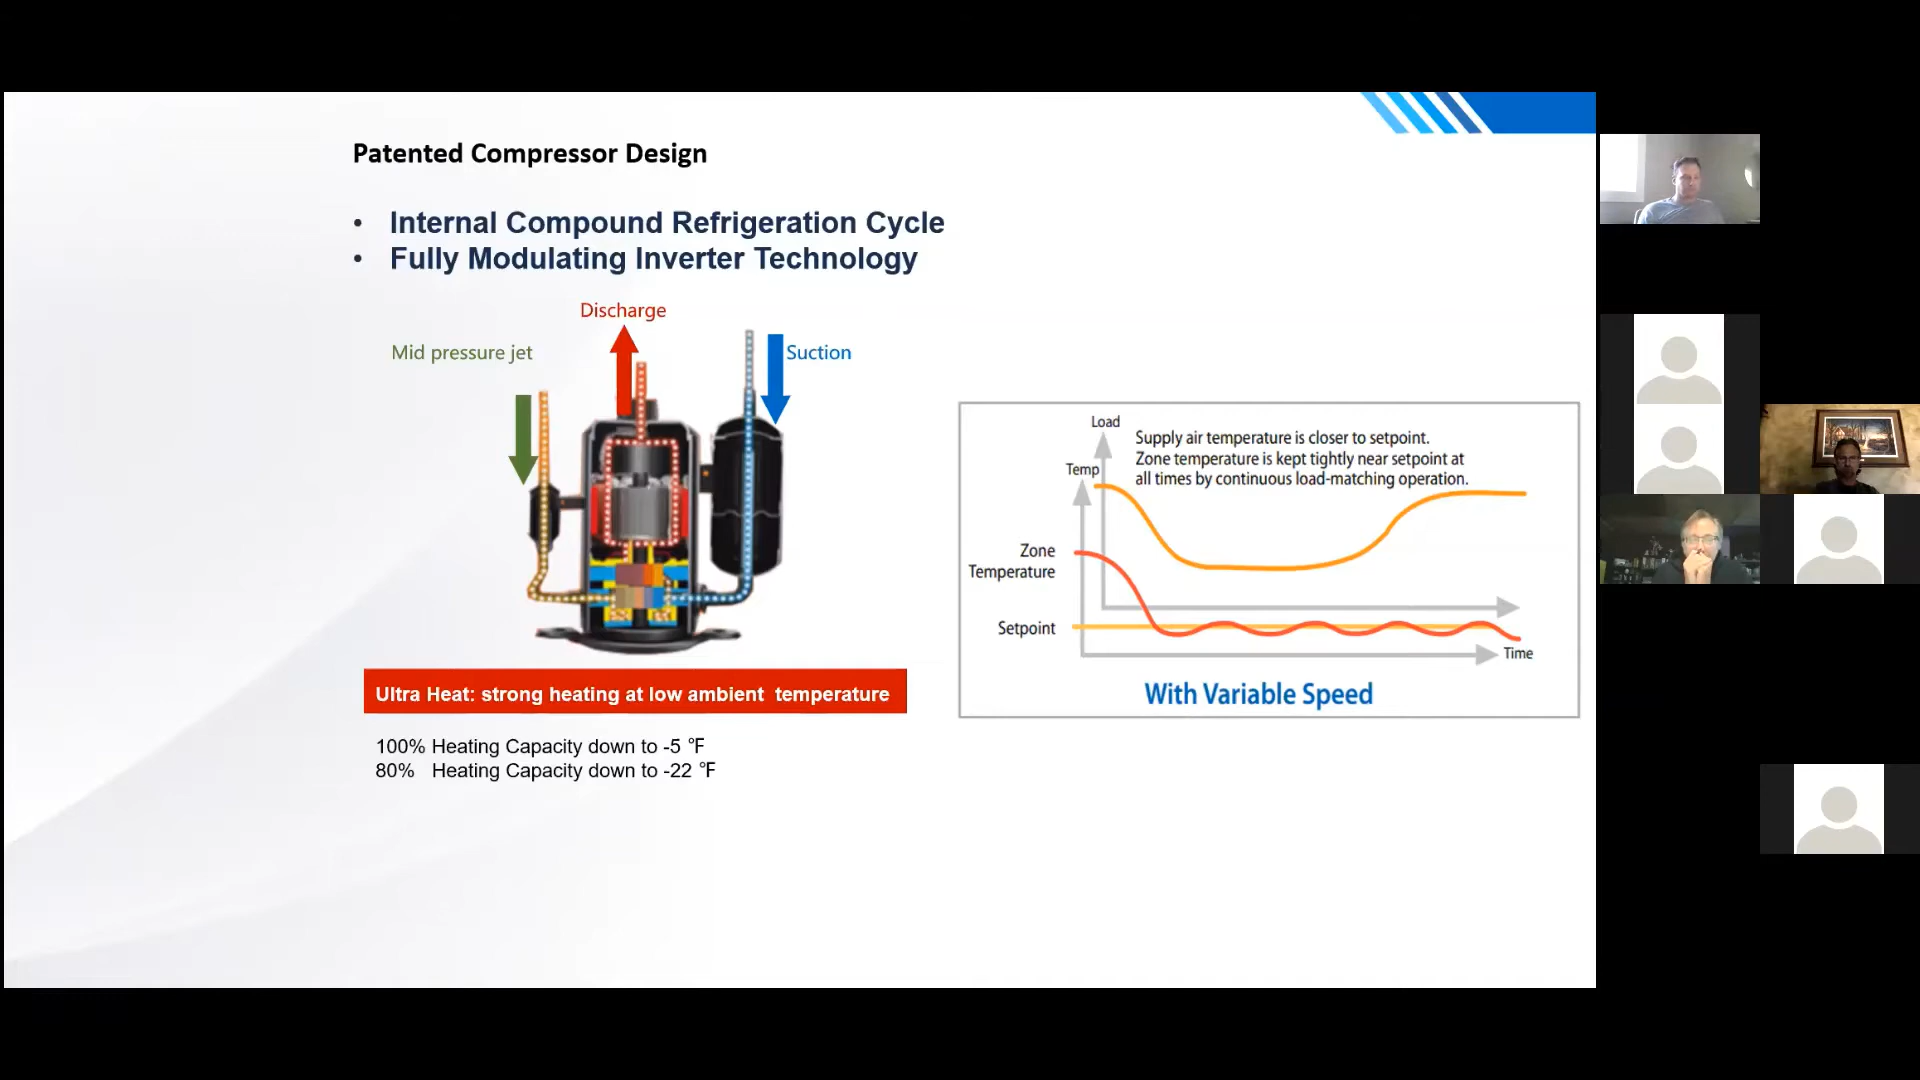 Patented Compressor Design
• Internal Compound Refrigeration Cycle
• Fully Modulating Inverter Technology
Discharge
Mid pressure jet
Suction
Ultra Heat: strong heating at low ambient temperature
100% Heating Capacity down to -5 °F
80% Heating Capacity down to -22 °F
Load
Temp
Supply air temperature is closer to setpoint.
Zone temperature is kept tightly near setpoint at
all times by continuous load-matching operation.
Zone
Temperature
Setpoint
Time
With Variable Speed